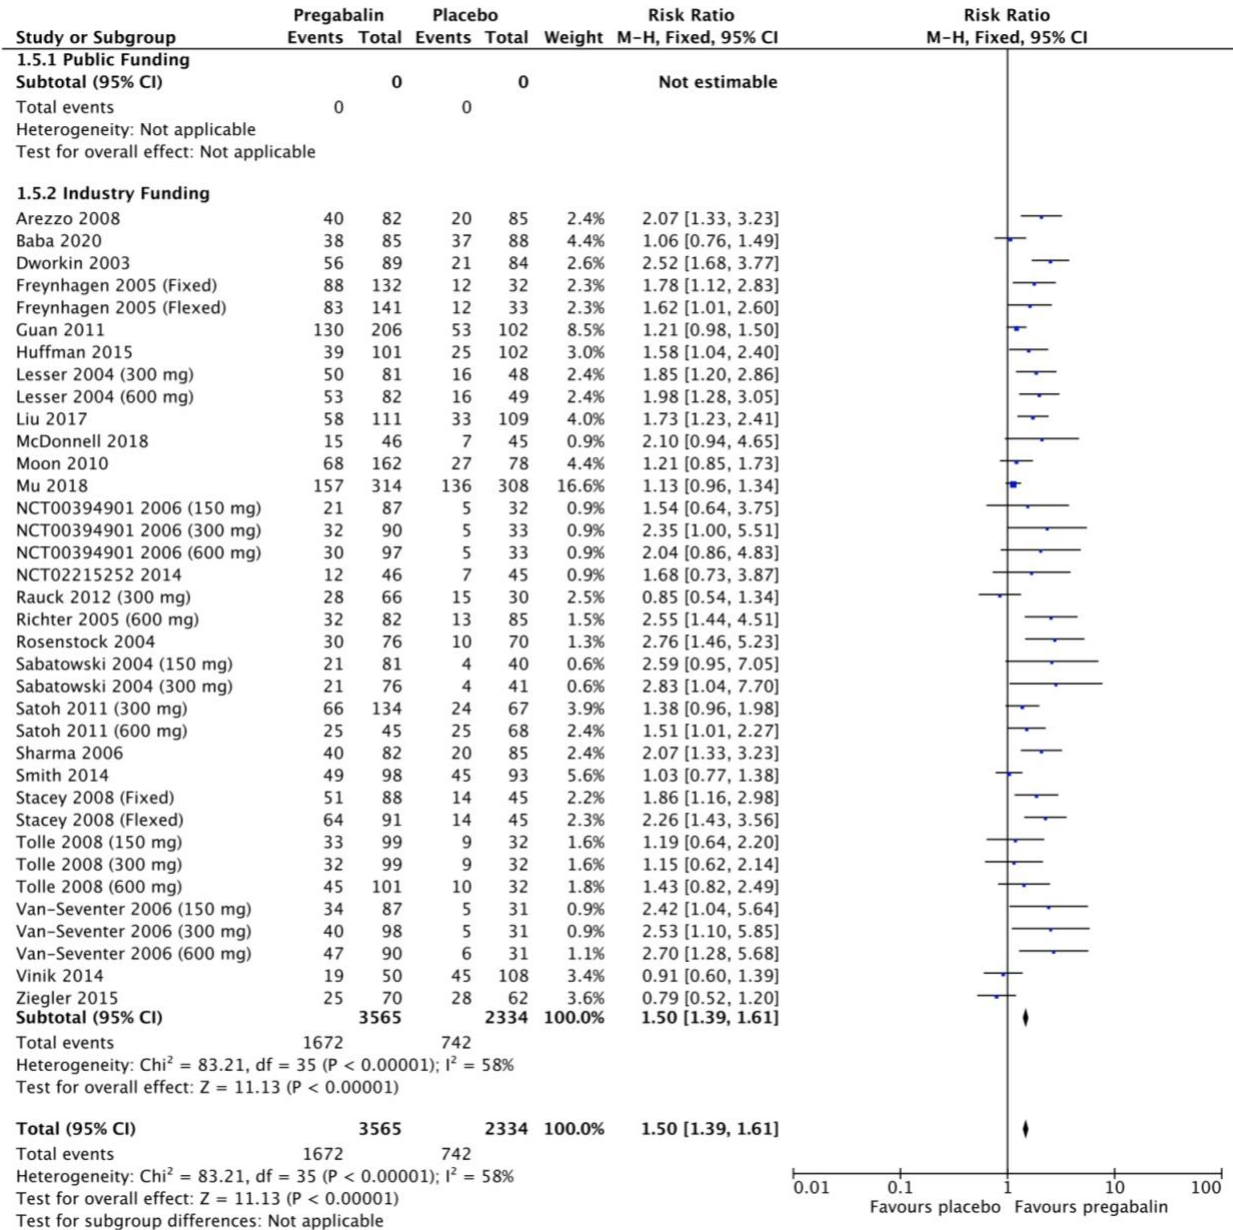 Pregabalin Placebo Risk Ratio Risk Ratio
Study or Subgroup Events Total Events Total Weight M-H, Fixed, 95% CI M-H, Fixed, 95% CI
1.5.1 Public Funding
Subtotal (95% CI) 0 0 Not estimable
Total events 0 0
Heterogeneity: Not applicable
Test for overall effect: Not applicable
1.5.2 Industry Funding
Arezzo 2008 40 82 20 85 2.4% 2.07 [1.33, 3.23]
Baba 2020 38 85 37 88 4.4% 1.06 [0.76, 1.49]
Dworkin 2003 56 89 21 84 2.6% 2.52 [1.68, 3.77]
Freynhagen 2005 (Fixed) 88 132 12 32 2.3% 1.78 [1.12, 2.83]
Freynhagen 2005 (Flexed) 83 141 12 33 2.3% 1.62 [1.01, 2.60]
Guan 2011 130 206 53 102 8.5% 1.21 [0.98, 1.50]
Huffman 2015 39 101 25 102 3.0% 1.58 [1.04, 2.40]
Lesser 2004 (300 mg) 50 81 16 48 2.4% 1.85 [1.20, 2.86]
Lesser 2004 (600 mg) 53 82 16 49 2.4% 1.98 [1.28, 3.05]
Liu 2017 58 111 33 109 4.0% 1.73 [1.23, 2.41]
McDonnell 2018 15 46 7 45 0.9% 2.10 [0.94, 4.65]
Moon 2010 68 162 27 78 4.4% 1.21 [0.85, 1.73]
Mu 2018 157 314 136 308 16.6% 1.13 [0.96, 1.34]
NCT00394901 2006 (150 mg) 21 87 5 32 0.9% 1.54 [0.64, 3.75]
NCT00394901 2006 (300 mg) 32 90 5 33 0.9% 2.35 [1.00, 5.51]
NCT00394901 2006 (600 mg) 30 97 5 33 0.9% 2.04 [0.86, 4.83]
NCT02215252 2014 12 46 7 45 0.9% 1.68 [0.73, 3.87]
Rauck 2012 (300 mg) 28 66 15 30 2.5% 0.85 [0.54, 1.34]
Richter 2005 (600 mg) 32 82 13 85 1.5% 2.55 [1.44, 4.51]
Rosenstock 2004 30 76 10 70 1.3% 2.76 [1.46, 5.23]
Sabatowski 2004 (150 mg) 21 81 4 40 0.6% 2.59 [0.95, 7.05]
Sabatowski 2004 (300 mg) 21 76 4 41 0.6% 2.83 [1.04, 7.70]
Satoh 2011 (300 mg) 66 134 24 67 3.9% 1.38 [0.96, 1.98]
Satoh 2011 (600 mg) 25 45 25 68 2.4% 1.51 [1.01, 2.27]
Sharma 2006 40 82 20 85 2.4% 2.07 [1.33, 3.23]
Smith 2014 49 98 45 93 5.6% 1.03 [0.77, 1.38]
Stacey 2008 (Fixed) 51 88 14 45 2.2% 1.86 [1.16, 2.98]
Stacey 2008 (Flexed) 64 91 14 45 2.3% 2.26 [1.43, 3.56]
Tolle 2008 (150 mg) 33 99 9 32 1.6% 1.19 [0.64, 2.20]
Tolle 2008 (300 mg) 32 99 9 32 1.6% 1.15 [0.62, 2.14]
Tolle 2008 (600 mg) 45 101 10 32 1.8% 1.43 [0.82, 2.49]
Van-Seventer 2006 (150 mg) 34 87 5 31 0.9% 2.42 [1.04, 5.64]
Van-Seventer 2006 (300 mg) 40 98 5 31 0.9% 2.53 [1.10, 5.85]
Van-Seventer 2006 (600 mg) 47 90 6 31 1.1% 2.70 [1.28, 5.68]
Vinik 2014 19 50 45 108 3.4% 0.91 [0.60, 1.39]
Ziegler 2015 25 70 28 62 3.6% 0.79 [0.52, 1.20]
Subtotal (95% CI) 3565 2334 100.0% 1.50 [1.39, 1.61]
Total events 1672 742
Heterogeneity: Chi² = 83.21, df = 35 (P < 0.00001); I² = 58%
Test for overall effect: Z = 11.13 (P < 0.00001)
Total (95% CI) 3565 2334 100.0% 1.50 [1.39, 1.61]
Total events 1672 742
Heterogeneity: Chi² = 83.21, df = 35 (P < 0.00001); I² = 58%
Test for overall effect: Z = 11.13 (P < 0.00001)
Test for subgroup differences: Not applicable
0.01 0.1 1 10 100
Favours placebo Favours pregabalin